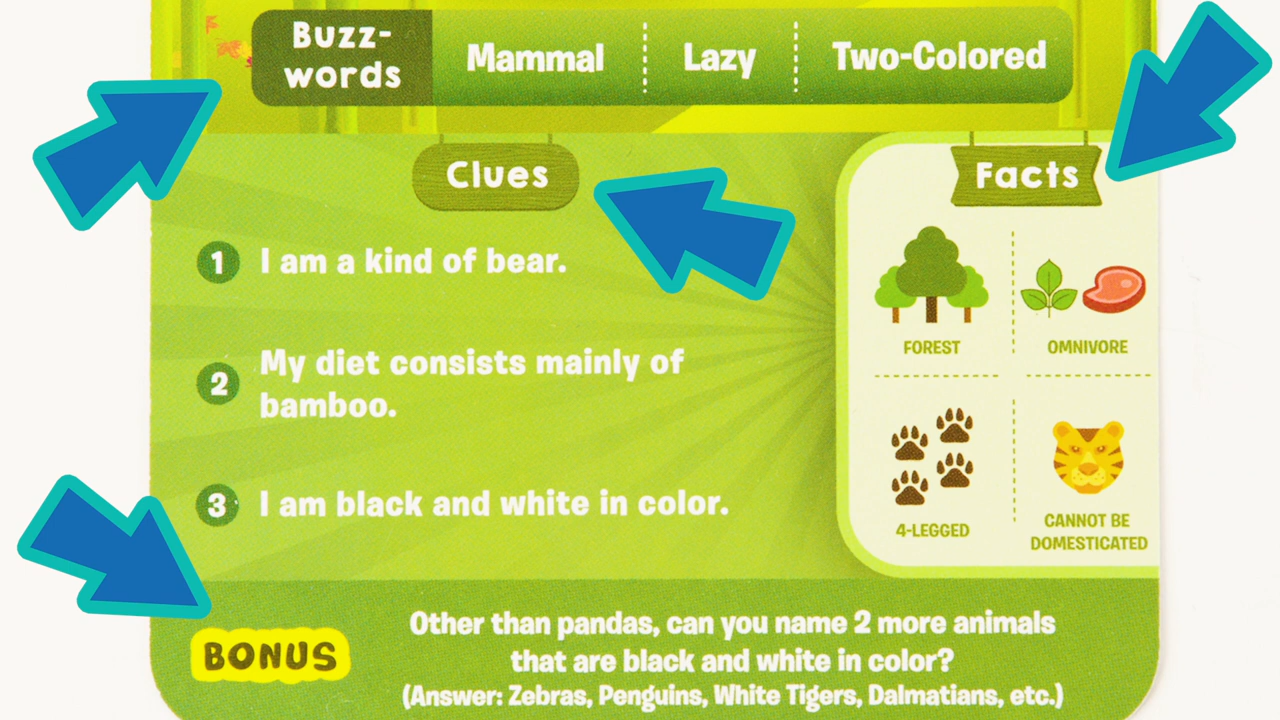 Buzz-
words
Mammal
Lazy
Two-Colored
Clues
1 I am a kind of bear.
2 My diet consists mainly of
bamboo.
3 I am black and white in color.
Facts
FOREST
OMNIVORE
4-LEGGED
CANNOT BE
DOMESTICATED
BONUS
Other than pandas, can you name 2 more animals
that are black and white in color?
(Answer: Zebras, Penguins, White Tigers, Dalmatians, etc.)